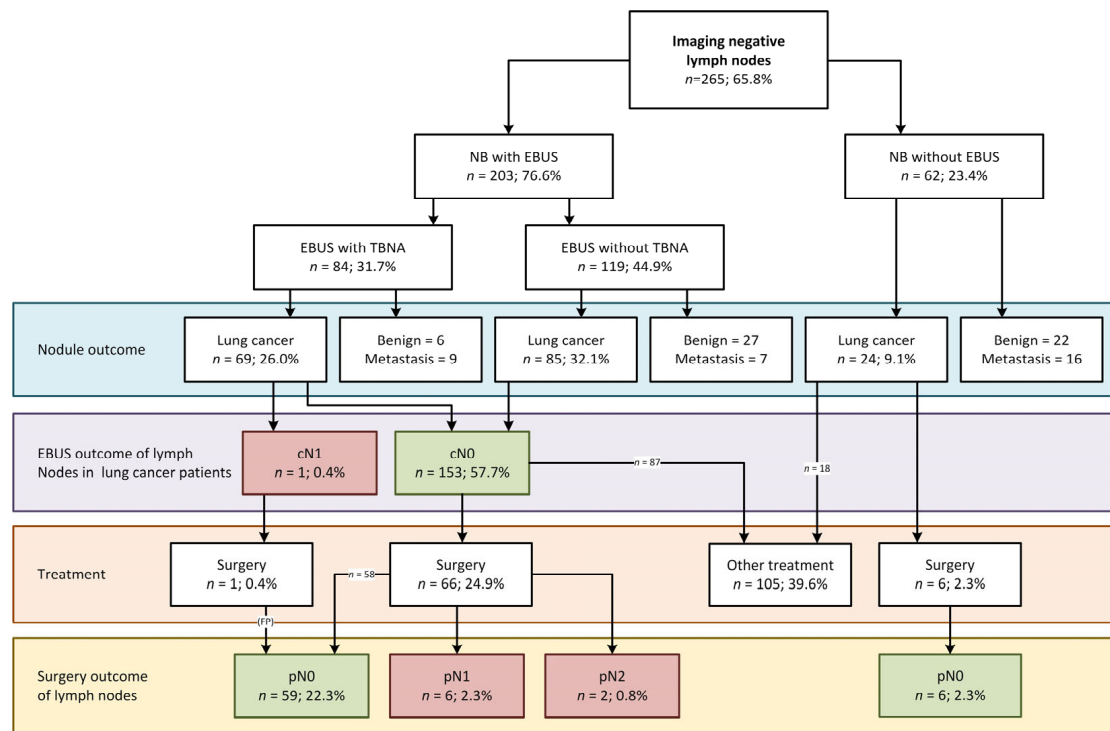 Imaging negative
lymph nodes
n=265; 65.8%
NB with EBUS
n = 203; 76.6%
NB without EBUS
n = 62; 23.4%
EBUS with TBNA
n = 84; 31.7%
EBUS without TBNA
n = 119; 44.9%
Nodule outcome
Lung cancer
n = 69; 26.0%
Benign = 6
Metastasis = 9
Lung cancer
n = 85; 32.1%
Benign = 27
Metastasis = 7
Lung cancer
n = 24; 9.1%
Benign = 22
Metastasis = 16
EBUS outcome of lymph
Nodes in lung cancer patients
cN1
n = 1; 0.4%
cN0
n = 153; 57.7%
n = 87
n = 18
Treatment
Surgery
n = 1; 0.4%
n = 58
Surgery
n = 66; 24.9%
Other treatment
n = 105; 39.6%
Surgery
n = 6; 2.3%
(FP)
Surgery outcome
of lymph nodes
pN0
n = 59; 22.3%
pN1
n = 6; 2.3%
pN2
n = 2; 0.8%
pN0
n = 6; 2.3%